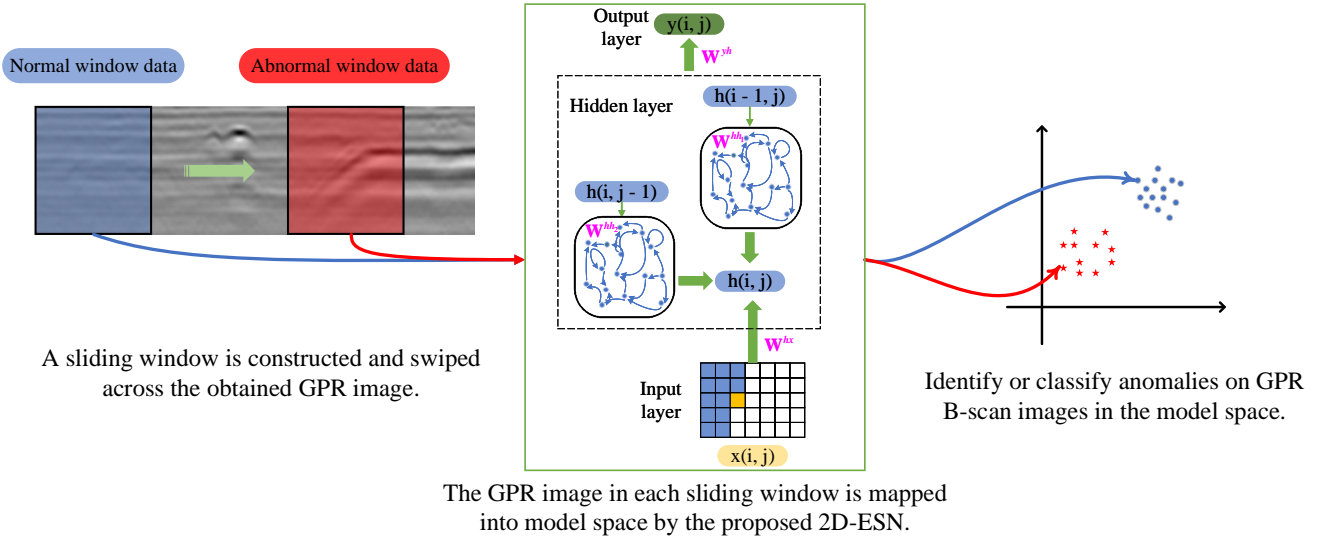 Normal window data
Abnormal window data
A sliding window is constructed and swiped
across the obtained GPR image.
Output
layer
y(i, j)
W^yh
Hidden layer
h(i - 1, j)
W^hh₁
h(i, j - 1)
W^hh₂
h(i, j)
W^hx
Input
layer
x(i, j)
The GPR image in each sliding window is mapped
into model space by the proposed 2D-ESN.
Identify or classify anomalies on GPR
B-scan images in the model space.